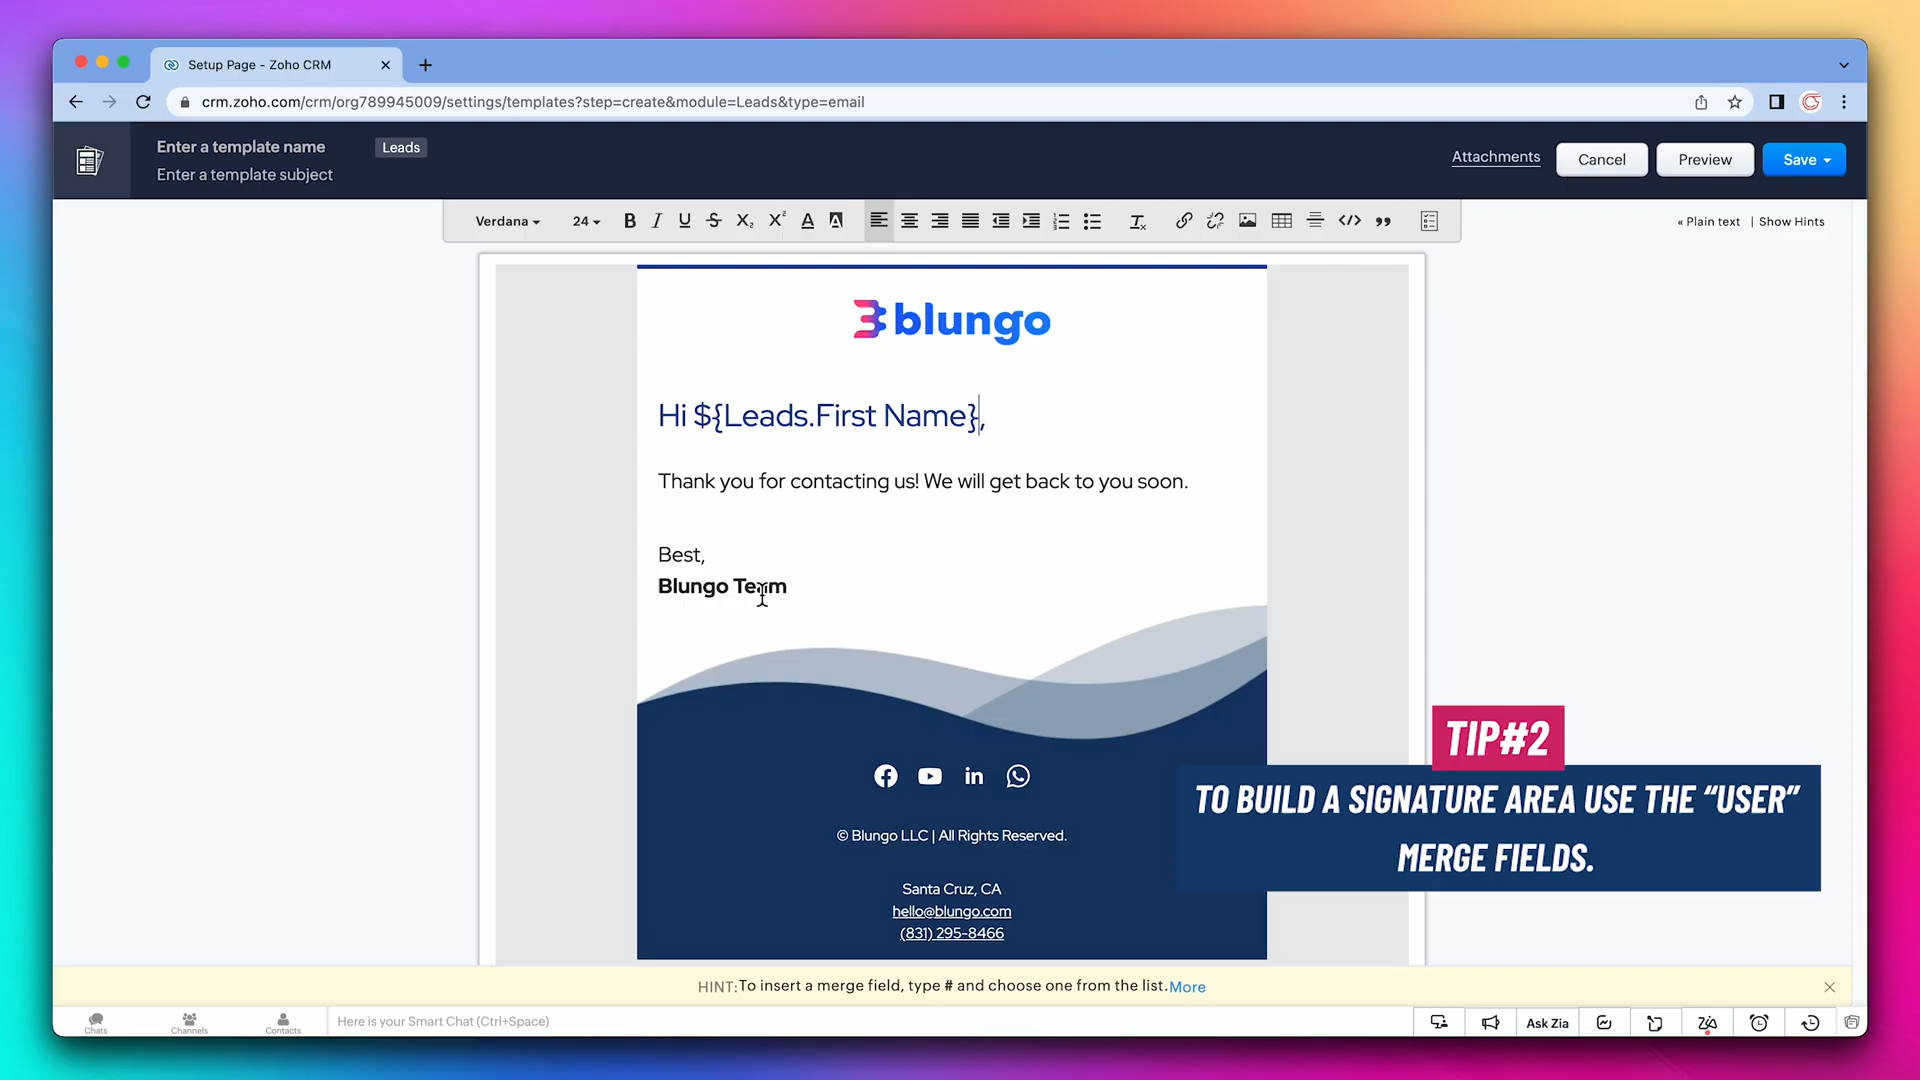 Setup Page - Zoho CRM
crm.zoho.com/crm/org789945009/settings/templates?step=create&module=Leads&type=email
Enter a template name
Leads
Enter a template subject
Attachments
Cancel
Preview
Save
Verdana
24
« Plain text | Show Hints
blungo
Hi ${Leads.First Name},
Thank you for contacting us! We will get back to you soon.
Best,
Blungo Team
TIP#2
TO BUILD A SIGNATURE AREA USE THE “USER”
MERGE FIELDS.
© Blungo LLC | All Rights Reserved.
Santa Cruz, CA
hello@blungo.com
(831) 295-8466
HINT:To insert a merge field, type # and choose one from the list.More
Chats
Channels
Contacts
Here is your Smart Chat (Ctrl+Space)
Ask Zia